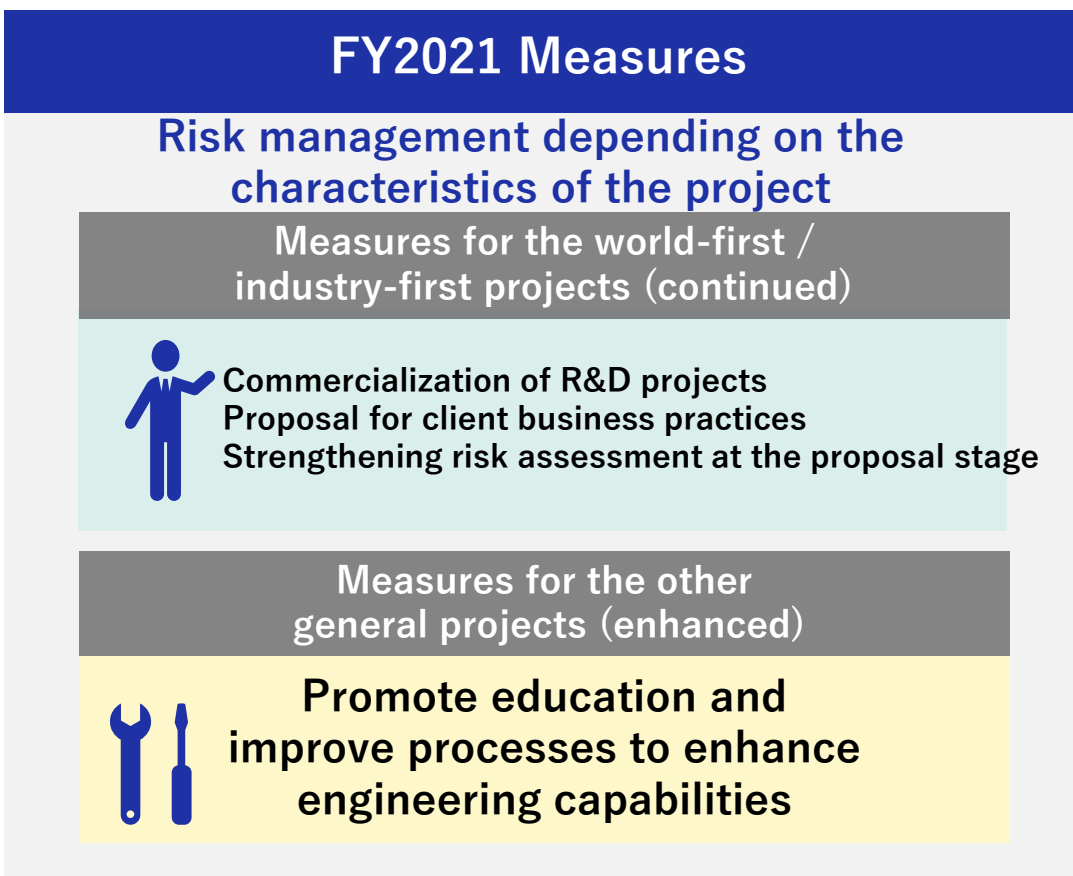 FY2021 Measures
Risk management depending on the
characteristics of the project
Measures for the world-first /
industry-first projects (continued)
Commercialization of R&D projects
Proposal for client business practices
Strengthening risk assessment at the proposal stage
Measures for the other
general projects (enhanced)
Promote education and
improve processes to enhance
engineering capabilities